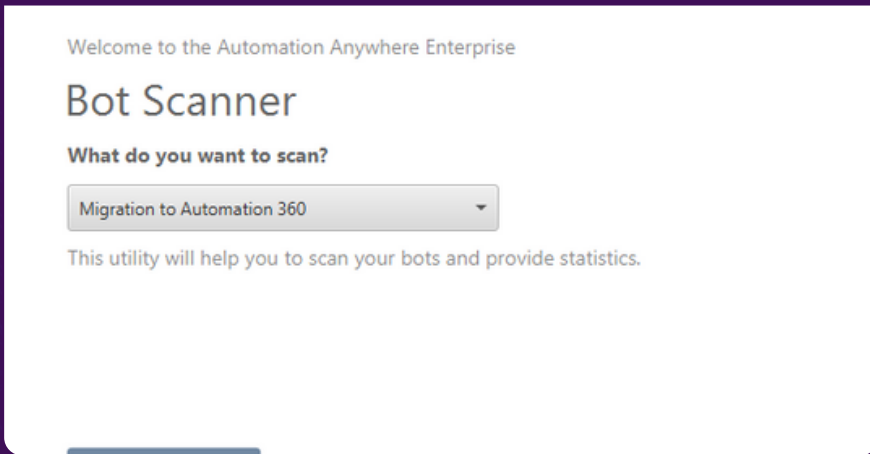 Welcome to the Automation Anywhere Enterprise
Bot Scanner
What do you want to scan?
Migration to Automation 360
This utility will help you to scan your bots and provide statistics.